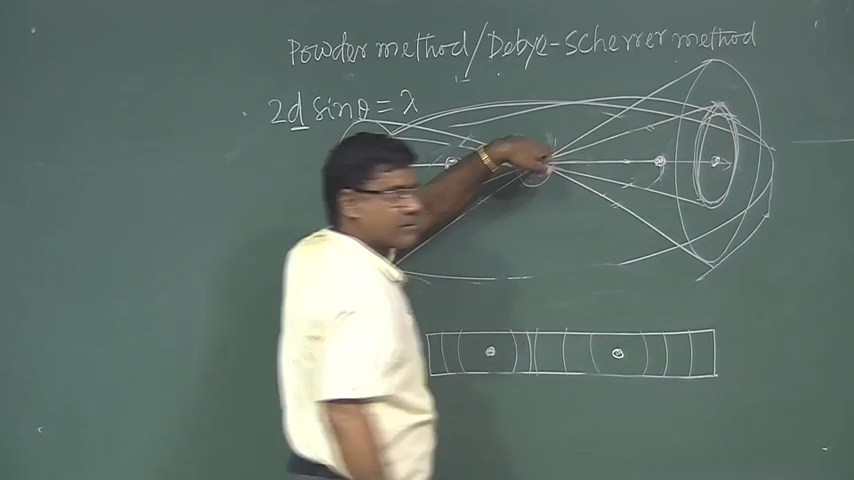 Powder method/Debye-Scherrer method
2d sinθ = λ